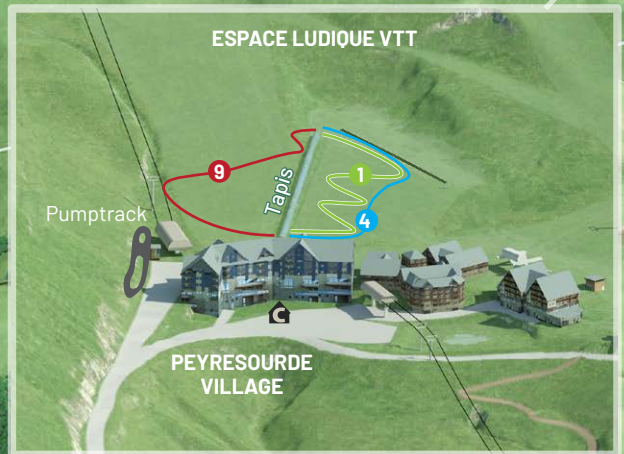 ESPACE LUDIQUE VTT
9
Tapis
1
Pumptrack
4
C
PEYRESOURDE
VILLAGE